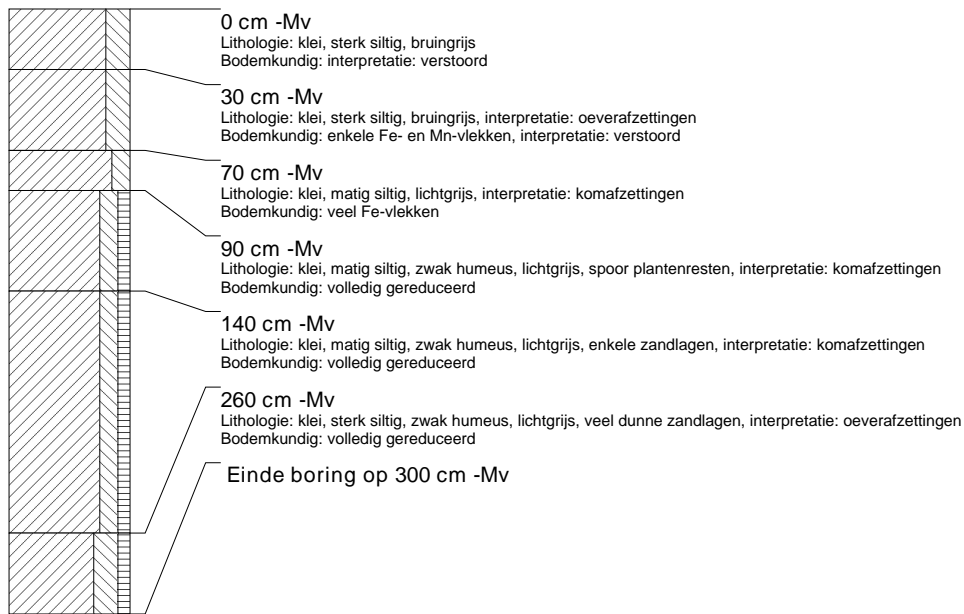 0 cm -Mv
Lithologie: klei, sterk siltig, bruingrijs
Bodemkundig: interpretatie: verstoord
30 cm -Mv
Lithologie: klei, sterk siltig, bruingrijs, interpretatie: oeverafzettingen
Bodemkundig: enkele Fe- en Mn-vlekken, interpretatie: verstoord
70 cm -Mv
Lithologie: klei, matig siltig, lichtgrijs, interpretatie: komafzettingen
Bodemkundig: veel Fe-vlekken
90 cm -Mv
Lithologie: klei, matig siltig, zwak humeus, lichtgrijs, spoor plantenresten, interpretatie: komafzettingen
Bodemkundig: volledig gereduceerd
140 cm -Mv
Lithologie: klei, matig siltig, zwak humeus, lichtgrijs, enkele zandlagen, interpretatie: komafzettingen
Bodemkundig: volledig gereduceerd
260 cm -Mv
Lithologie: klei, sterk siltig, zwak humeus, lichtgrijs, veel dunne zandlagen, interpretatie: oeverafzettingen
Bodemkundig: volledig gereduceerd
Einde boring op 300 cm -Mv